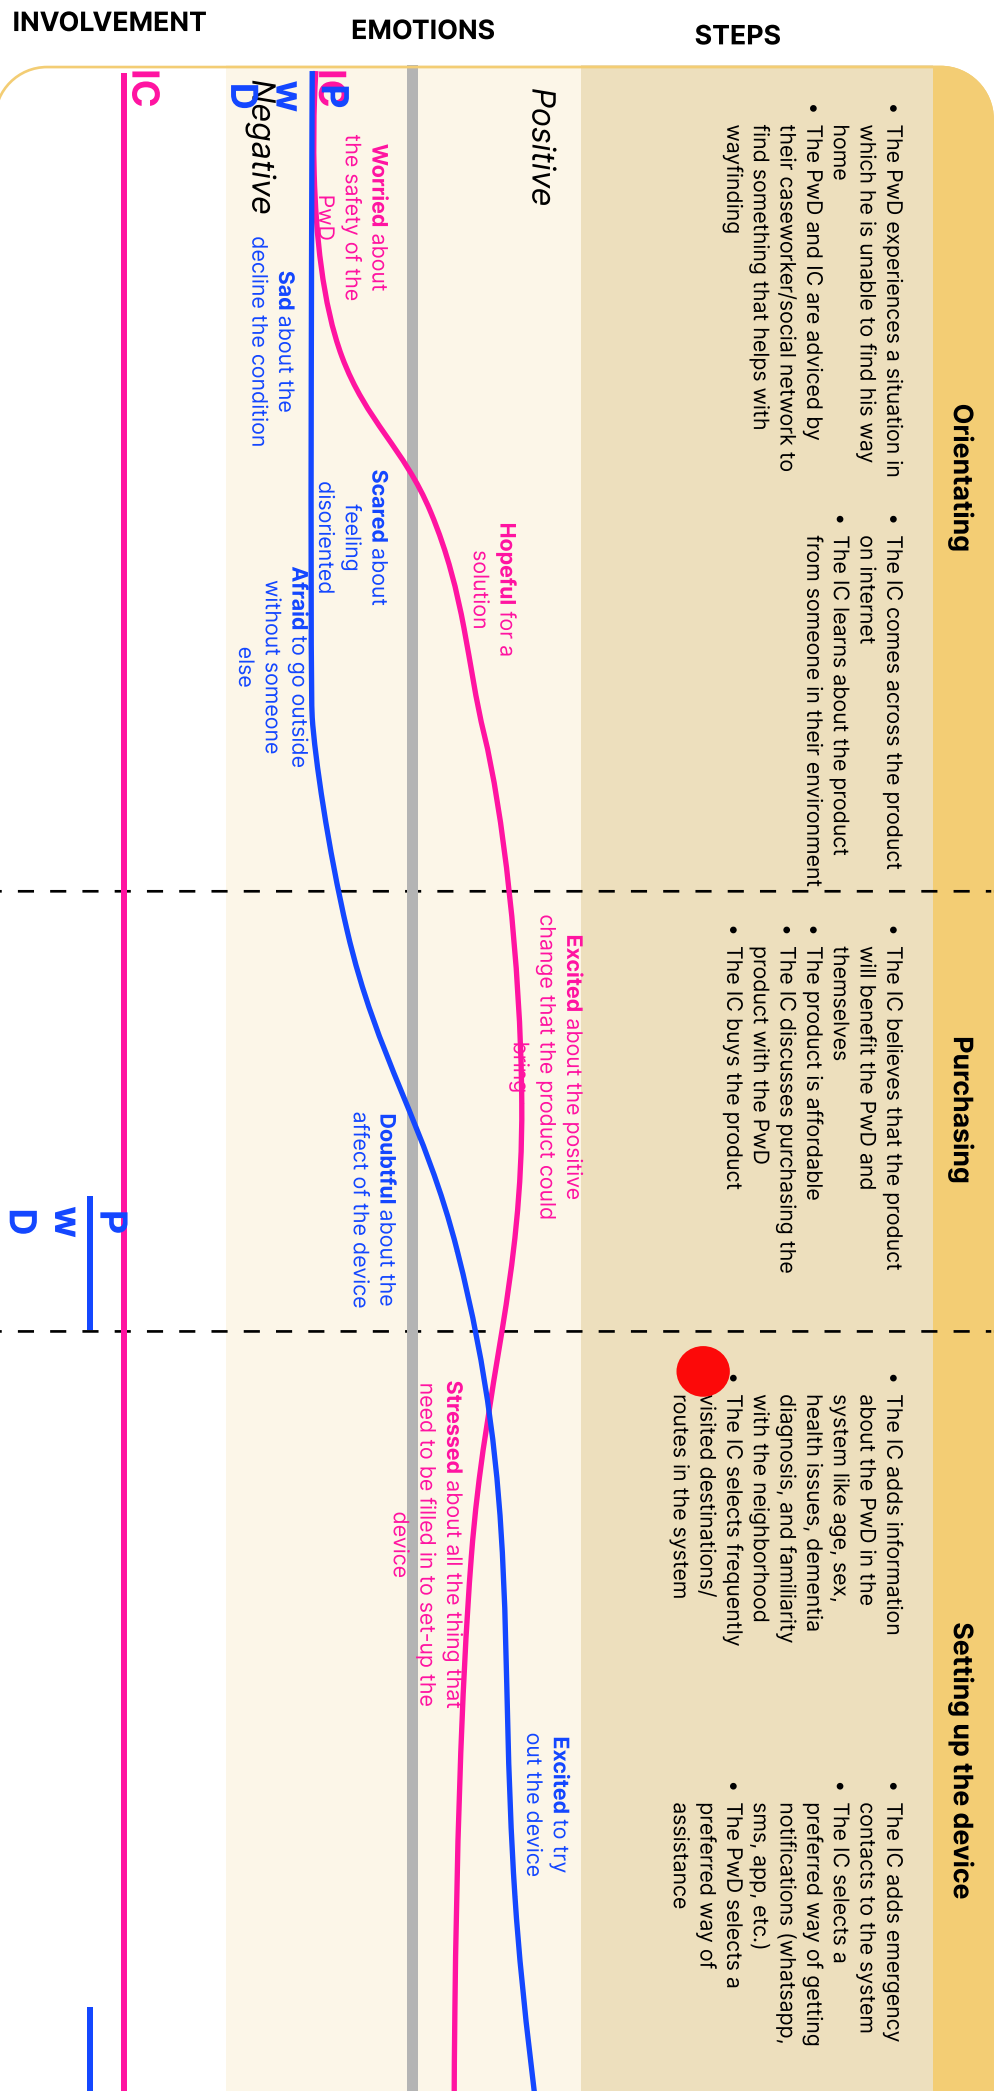 INVOLVEMENT
EMOTIONS
STEPS
Orientating
• The PwD experiences a situation in
which he is unable to find his way
home
• The PwD and IC are adviced by
their caseworker/social network to
find something that helps with
wayfinding
• The IC comes across the product
on internet
• The IC learns about the product
from someone in their environment
Purchasing
• The IC believes that the product
will benefit the PwD and
themselves
• The product is affordable
• The IC discusses purchasing the
product with the PwD
• The IC buys the product
Setting up the device
• The IC adds information
about the PwD in the
system like age, sex,
health issues, dementia
diagnosis, and familiarity
with the neighborhood
• The IC selects frequently
visited destinations/
routes in the system
• The IC adds emergency
contacts to the system
• The IC selects a
preferred way of getting
notifications (whatsapp,
sms, app, etc.)
• The PwD selects a
preferred way of
assistance
Positive
Negative
IC
P
W
D
Worried about
the safety of the
PwD
Sad about the
decline the condition
Scared about
feeling
disoriented
Afraid to go outside
without someone
else
Hopeful for a
solution
Excited about the positive
change that the product could
bring
Doubtful about the
affect of the device
Stressed about all the thing that
need to be filled in to set-up the
device
Excited to try
out the device
IC
P
W
D